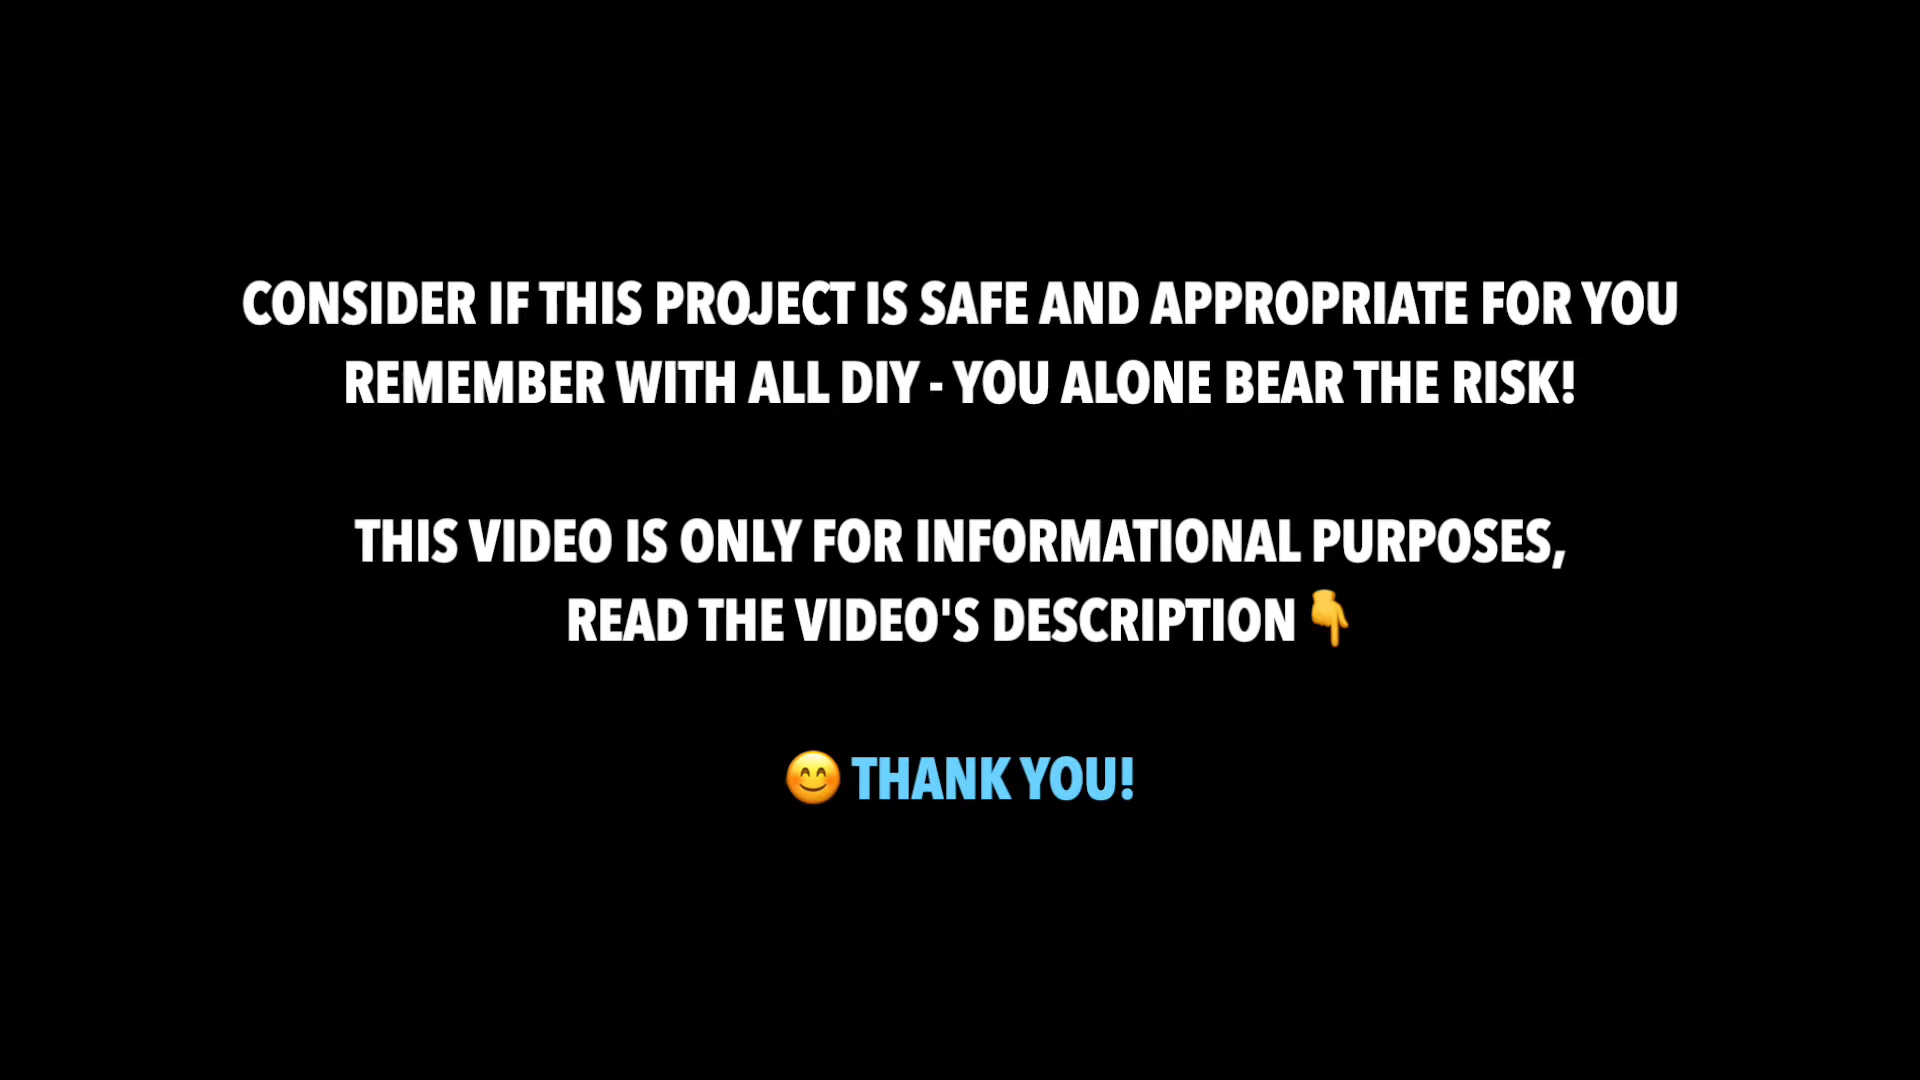 CONSIDER IF THIS PROJECT IS SAFE AND APPROPRIATE FOR YOU
REMEMBER WITH ALL DIY - YOU ALONE BEAR THE RISK!
THIS VIDEO IS ONLY FOR INFORMATIONAL PURPOSES,
READ THE VIDEO'S DESCRIPTION👇
😊 THANK YOU!